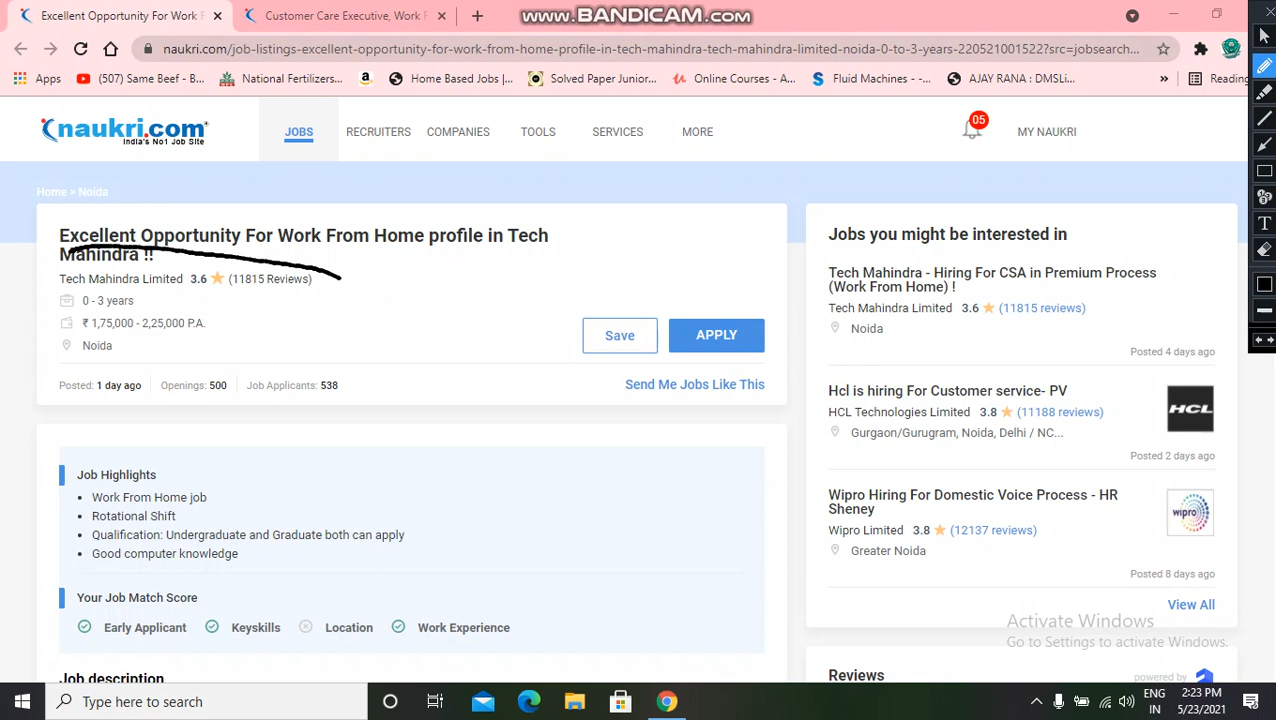 Excellent Opportunity For Work F
Customer Care Executive, Work F
www.BANDICAM.com
naukri.com/job-listings-excellent-opportunity-for-work-from-home-profile-in-tech-mahindra-tech-mahindra-limited-noida-0-to-3-years-220521001522?src=jobsearch...
Apps
(507) Same Beef - B...
National Fertilizers...
Home Based Jobs |...
Solved Paper Junior...
Online Courses - A...
Fluid Machines - -...
AJAY RANA : DMSLi...
»
Reading
naukri.com
India's No1 Job Site
JOBS
RECRUITERS
COMPANIES
TOOLS
SERVICES
MORE
05
MY NAUKRI
Home > Noida
Excellent Opportunity For Work From Home profile in Tech
Mahindra !!
Tech Mahindra Limited 3.6 (11815 Reviews)
0 - 3 years
₹ 1,75,000 - 2,25,000 P.A.
Noida
Save
APPLY
Posted: 1 day ago
Openings: 500
Job Applicants: 538
Send Me Jobs Like This
Job Highlights
Work From Home job
Rotational Shift
Qualification: Undergraduate and Graduate both can apply
Good computer knowledge
Your Job Match Score
Early Applicant
Keyskills
Location
Work Experience
Job description
Jobs you might be interested in
Tech Mahindra - Hiring For CSA in Premium Process
(Work From Home) !
Tech Mahindra Limited 3.6 (11815 reviews)
Noida
Posted 4 days ago
Hcl is hiring For Customer service- PV
HCL Technologies Limited 3.8 (11188 reviews)
Gurgaon/Gurugram, Noida, Delhi / NC...
HCL
Posted 2 days ago
Wipro Hiring For Domestic Voice Process - HR
Sheney
Wipro Limited 3.8 (12137 reviews)
Greater Noida
wipro
Posted 8 days ago
View All
Activate Windows
Go to Settings to activate Windows.
Reviews
powered by
Type here to search
ENG
IN
2:23 PM
5/23/2021